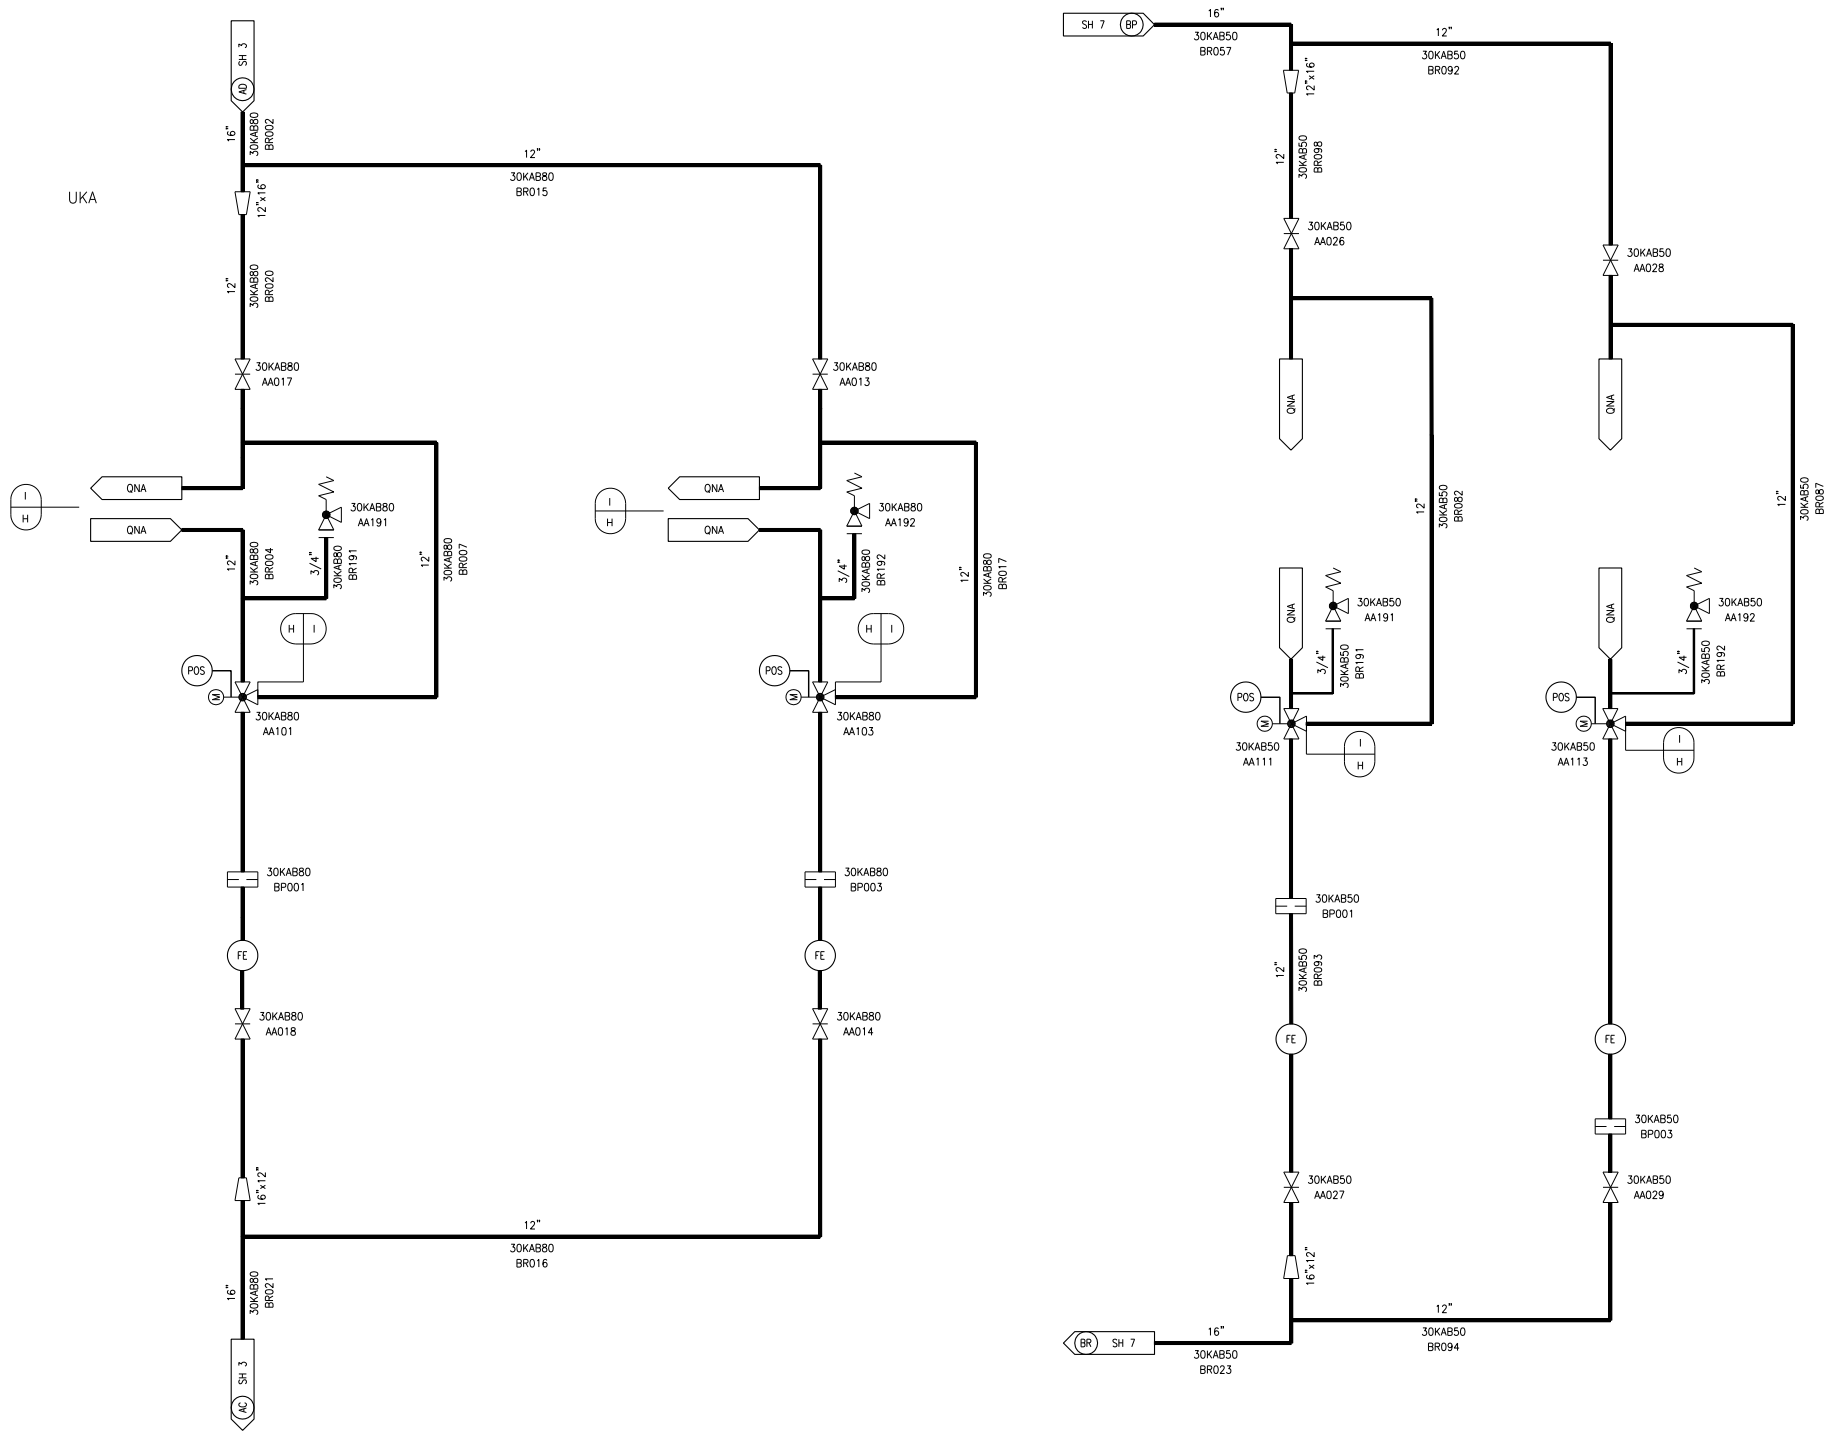 SH 3
AD
16"
30KAB80
BR002
UKA
12"x16"
12"
30KAB80
BR015
12"
30KAB80
BR020
30KAB80
AA017
30KAB80
AA013
QNA
QNA
I
H
30KAB80
AA191
12"
30KAB80
BR004
3/4"
30KAB80
BR191
12"
30KAB80
BR007
H I
POS
M
30KAB80
AA101
QNA
QNA
I
H
30KAB80
AA192
3/4"
30KAB80
BR192
12"
30KAB80
BR017
H I
POS
M
30KAB80
AA103
30KAB80
BP001
30KAB80
BP003
FE
FE
30KAB80
AA018
30KAB80
AA014
16"x12"
12"
30KAB80
BR016
16"
30KAB80
BR021
SH 3
AC
SH 7 BP
16"
30KAB50
BR057
12"
30KAB50
BR092
12"x16"
12"
30KAB50
BR098
30KAB50
AA026
30KAB50
AA028
QNA
QNA
12"
30KAB50
BR082
12"
30KAB50
BR087
QNA
30KAB50
AA191
3/4"
30KAB50
BR191
POS
M
30KAB50
AA111
I
H
QNA
30KAB50
AA192
3/4"
30KAB50
BR192
POS
M
30KAB50
AA113
I
H
30KAB50
BP001
12"
30KAB50
BR093
FE
FE
30KAB50
BP003
30KAB50
AA027
30KAB50
AA029
16"x12"
12"
30KAB50
BR094
BR SH 7
16"
30KAB50
BR023